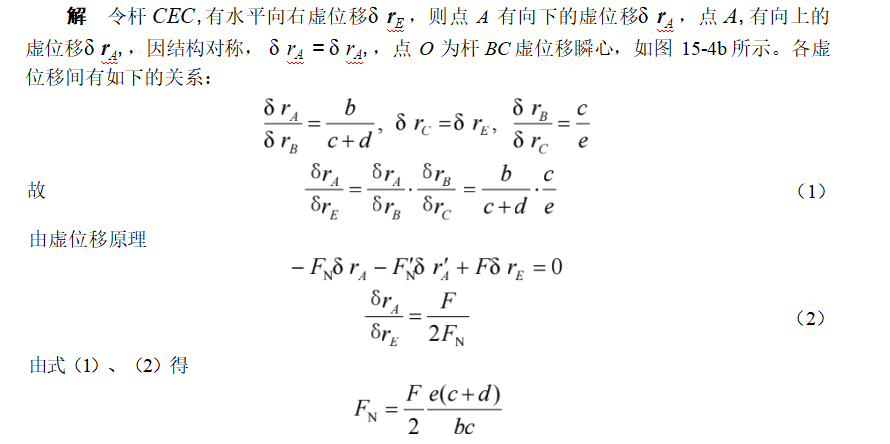 解 令杆 CEC, 有水平向右虚位移δ r_E，则点 A 有向下的虚位移δ r_A，点 A, 有向上的
虚位移δ r_A,，因结构对称， δ r_A = δ r_A,，点 O 为杆 BC 虚位移瞬心，如图 15-4b 所示。各虚
位移间有如下的关系：
δ r_A / δ r_B = b / (c+d), δ r_C = δ r_E, δ r_B / δ r_C = c / e
故 δr_A / δr_E = δr_A / δr_B · δr_B / δr_C = b / (c+d) · c / e （1）
由虚位移原理
− F_N δ r_A − F′_N δ r′_A + Fδ r_E = 0
δr_A / δr_E = F / 2F_N （2）
由式（1）、（2）得
F_N = F / 2 e(c+d) / bc